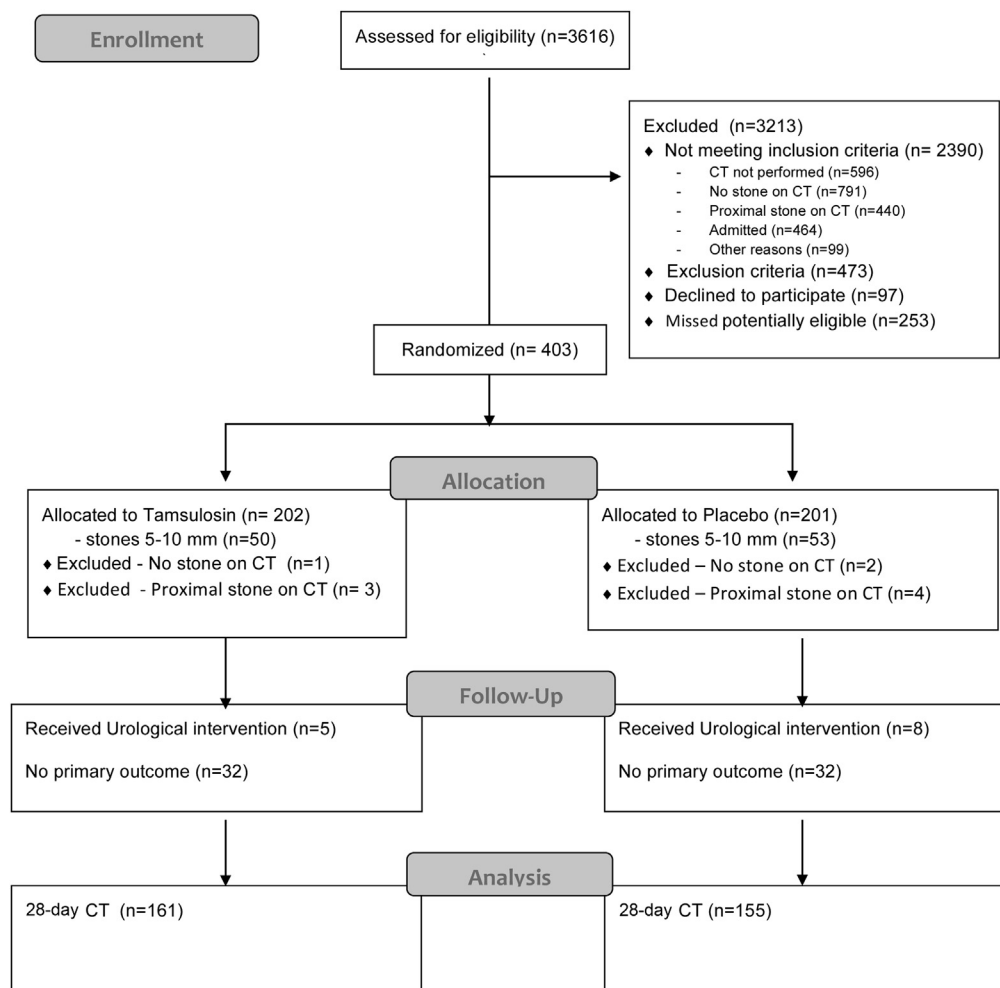 Enrollment
Assessed for eligibility (n=3616)
Excluded (n=3213)
♦ Not meeting inclusion criteria (n= 2390)
- CT not performed (n=596)
- No stone on CT (n=791)
- Proximal stone on CT (n=440)
- Admitted (n=464)
- Other reasons (n=99)
♦ Exclusion criteria (n=473)
♦ Declined to participate (n=97)
♦ Missed potentially eligible (n=253)
Randomized (n= 403)
Allocation
Allocated to Tamsulosin (n= 202)
- stones 5-10 mm (n=50)
♦ Excluded - No stone on CT (n=1)
♦ Excluded - Proximal stone on CT (n= 3)
Allocated to Placebo (n=201)
- stones 5-10 mm (n=53)
♦ Excluded – No stone on CT (n=2)
♦ Excluded – Proximal stone on CT (n=4)
Follow-Up
Received Urological intervention (n=5)
No primary outcome (n=32)
Received Urological intervention (n=8)
No primary outcome (n=32)
Analysis
28-day CT (n=161)
28-day CT (n=155)